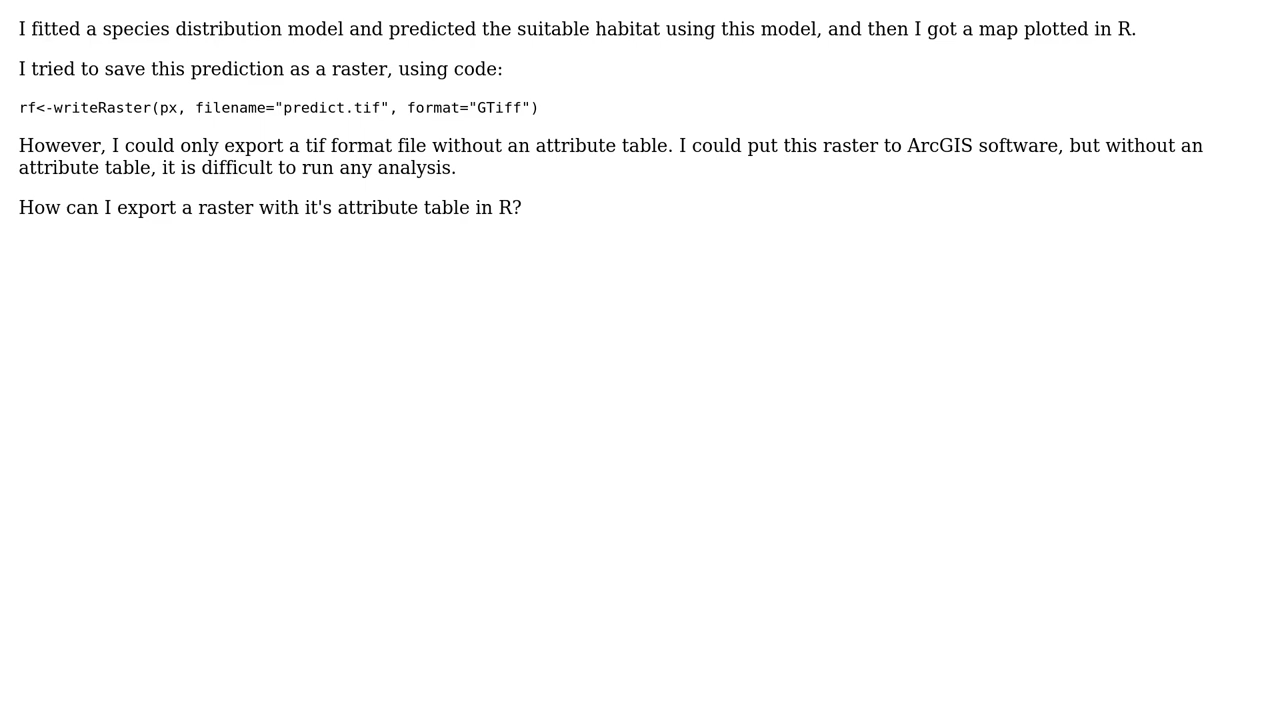 I fitted a species distribution model and predicted the suitable habitat using this model, and then I got a map plotted in R.
I tried to save this prediction as a raster, using code:
rf<-writeRaster(px, filename="predict.tif", format="GTiff")
However, I could only export a tif format file without an attribute table. I could put this raster to ArcGIS software, but without an
attribute table, it is difficult to run any analysis.
How can I export a raster with it's attribute table in R?